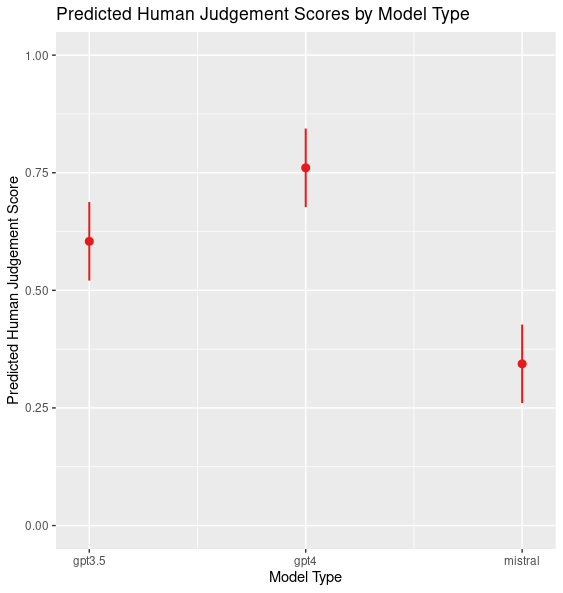 Predicted Human Judgement Scores by Model Type
Predicted Human Judgement Score
1.00
0.75
0.50
0.25
0.00
gpt3.5
gpt4
mistral
Model Type